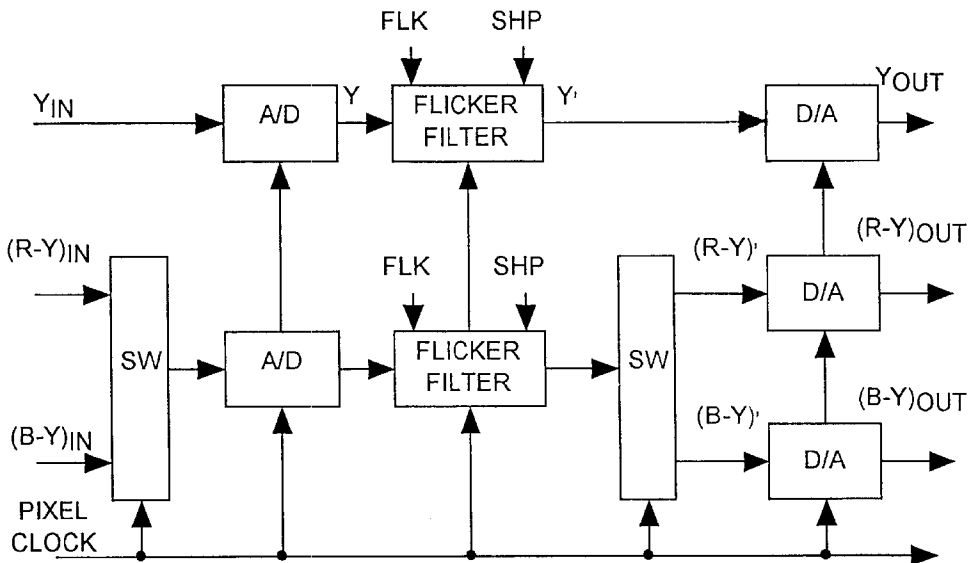 FLK SHP
Y_IN A/D Y FLICKER FILTER Y' D/A Y_OUT
(R-Y)_IN FLK SHP (R-Y)' (R-Y)_OUT
D/A
SW A/D FLICKER FILTER SW
(B-Y)_IN (B-Y)' (B-Y)_OUT
D/A
PIXEL
CLOCK